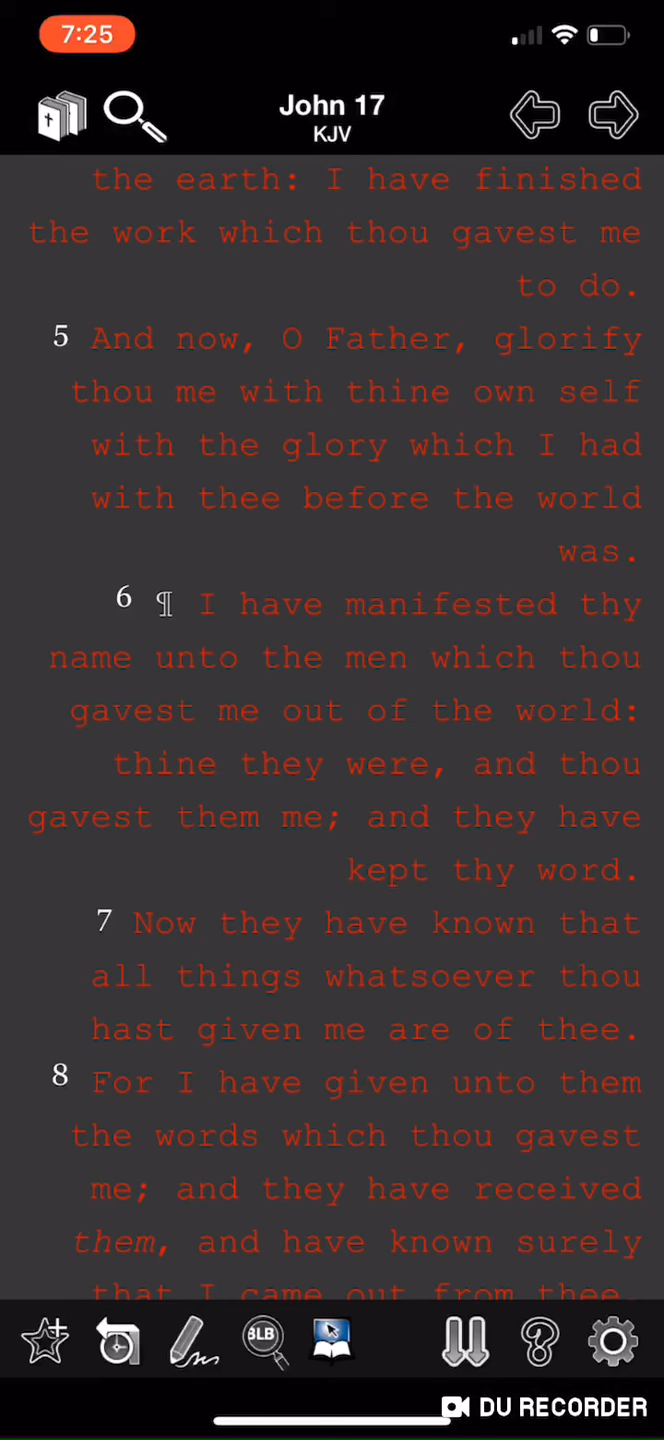 7:25
John 17
KJV
the earth: I have finished
the work which thou gavest me
to do.
5 And now, O Father, glorify
thou me with thine own self
with the glory which I had
with thee before the world
was.
6 ¶ I have manifested thy
name unto the men which thou
gavest me out of the world:
thine they were, and thou
gavest them me; and they have
kept thy word.
7 Now they have known that
all things whatsoever thou
hast given me are of thee.
8 For I have given unto them
the words which thou gavest
me; and they have received
them, and have known surely
that I came out from thee,
BLB
DU RECORDER